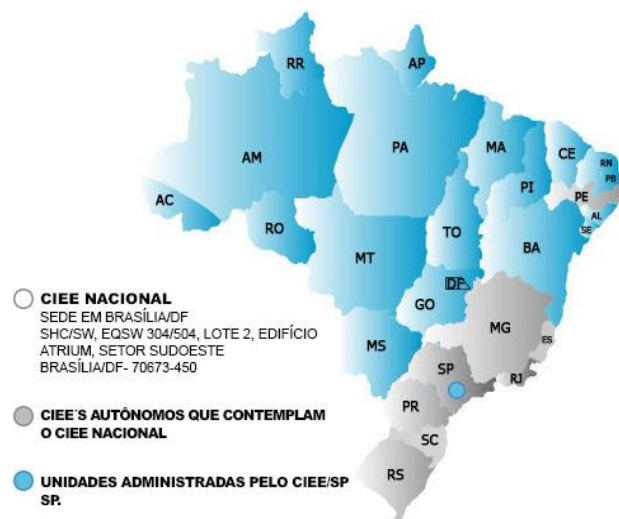 RR
AP
AM
PA
MA
CE
RN
PB
PI
PE
AL
SE
AC
RO
TO
BA
MT
DF
GO
MG
ES
MS
SP
RJ
PR
SC
RS
CIEE NACIONAL
SEDE EM BRASÍLIA/DF
SHC/SW, EQSW 304/504, LOTE 2, EDIFÍCIO
ATRIUM, SETOR SUDOESTE
BRASÍLIA/DF- 70673-450
CIEE´S AUTÔNOMOS QUE CONTEMPLAM
O CIEE NACIONAL
UNIDADES ADMINISTRADAS PELO CIEE/SP
SP.